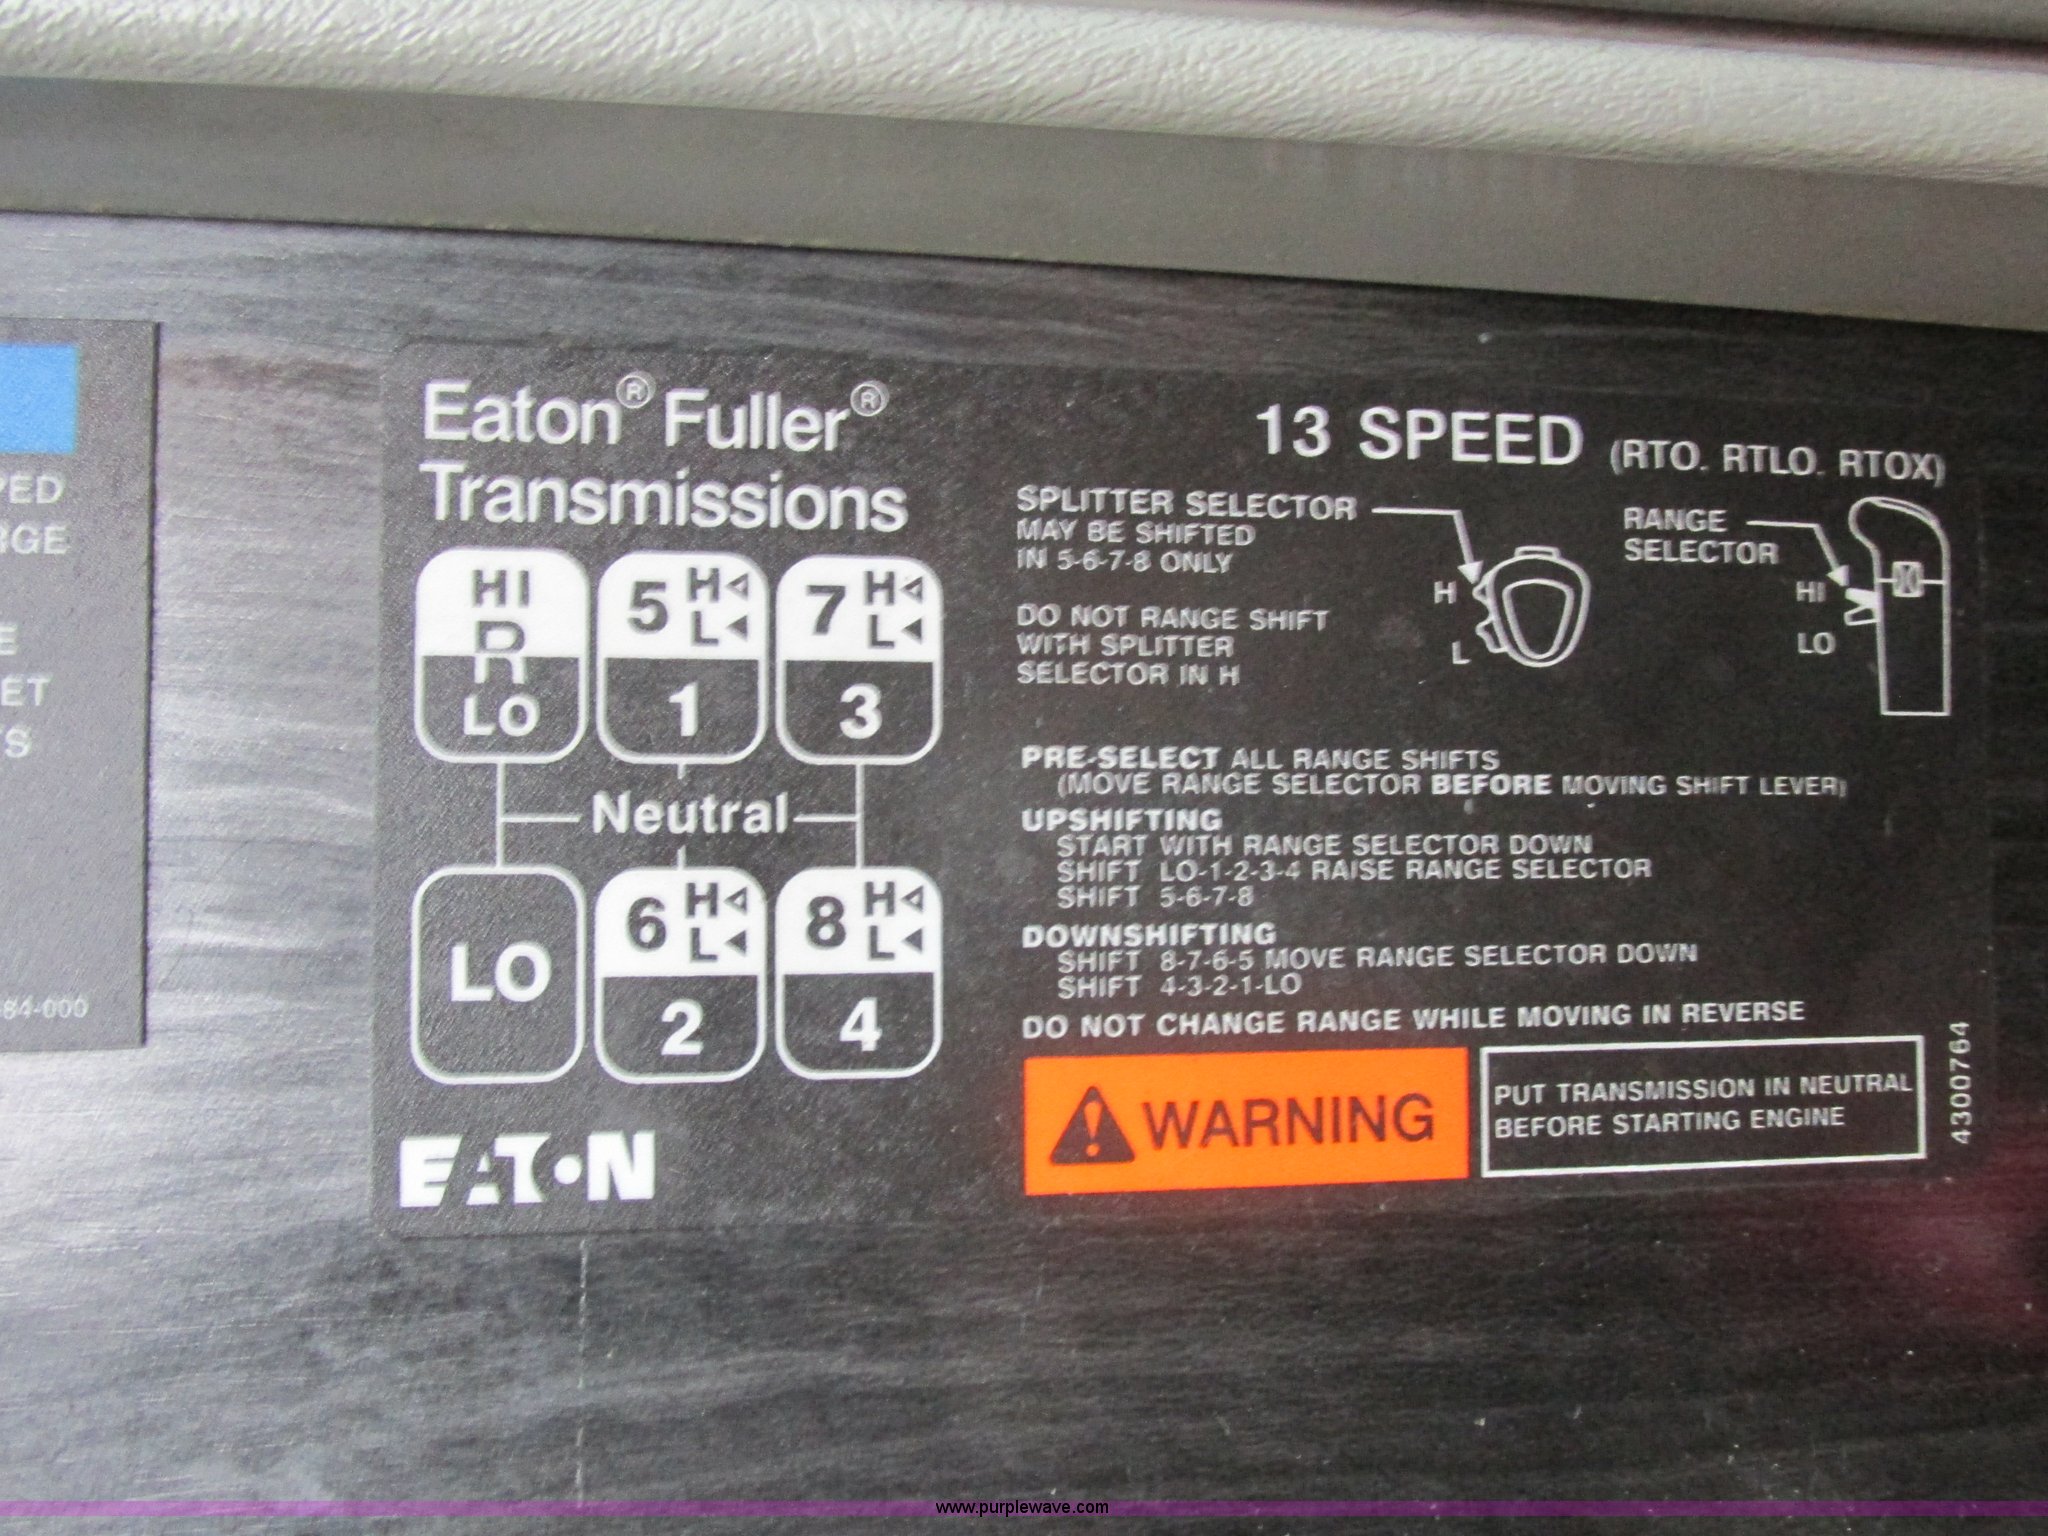 ET
84-000
Eaton® Fuller®
Transmissions
HI
R
LO
5 H
L
1
7 H
L
3
Neutral
LO
6 H
L
2
8 H
L
4
EATON
13 SPEED (RTO. RTLO. RTOX)
SPLITTER SELECTOR
MAY BE SHIFTED
IN 5-6-7-8 ONLY
DO NOT RANGE SHIFT
WITH SPLITTER
SELECTOR IN H
H
L
RANGE
SELECTOR
HI
LO
PRE-SELECT ALL RANGE SHIFTS
(MOVE RANGE SELECTOR BEFORE MOVING SHIFT LEVER)
UPSHIFTING
START WITH RANGE SELECTOR DOWN
SHIFT LO-1-2-3-4 RAISE RANGE SELECTOR
SHIFT 5-6-7-8
DOWNSHIFTING
SHIFT 8-7-6-5 MOVE RANGE SELECTOR DOWN
SHIFT 4-3-2-1-LO
DO NOT CHANGE RANGE WHILE MOVING IN REVERSE
WARNING
PUT TRANSMISSION IN NEUTRAL
BEFORE STARTING ENGINE
4300764
www.purplewave.com